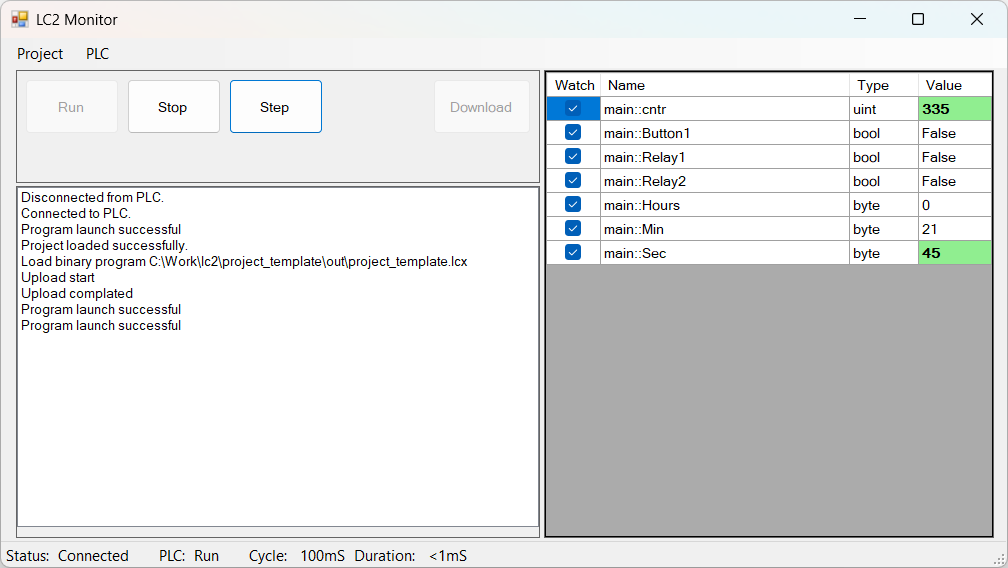 LC2 Monitor
Project PLC
Run Stop Step Download
Disconnected from PLC.
Connected to PLC.
Program launch successful
Project loaded successfully.
Load binary program C:\Work\lc2\project_template\out\project_template.lcx
Upload start
Upload complated
Program launch successful
Program launch successful
Watch Name Type Value
main::cntr uint 335
main::Button1 bool False
main::Relay1 bool False
main::Relay2 bool False
main::Hours byte 0
main::Min byte 21
main::Sec byte 45
Status: Connected PLC: Run Cycle: 100mS Duration: <1mS